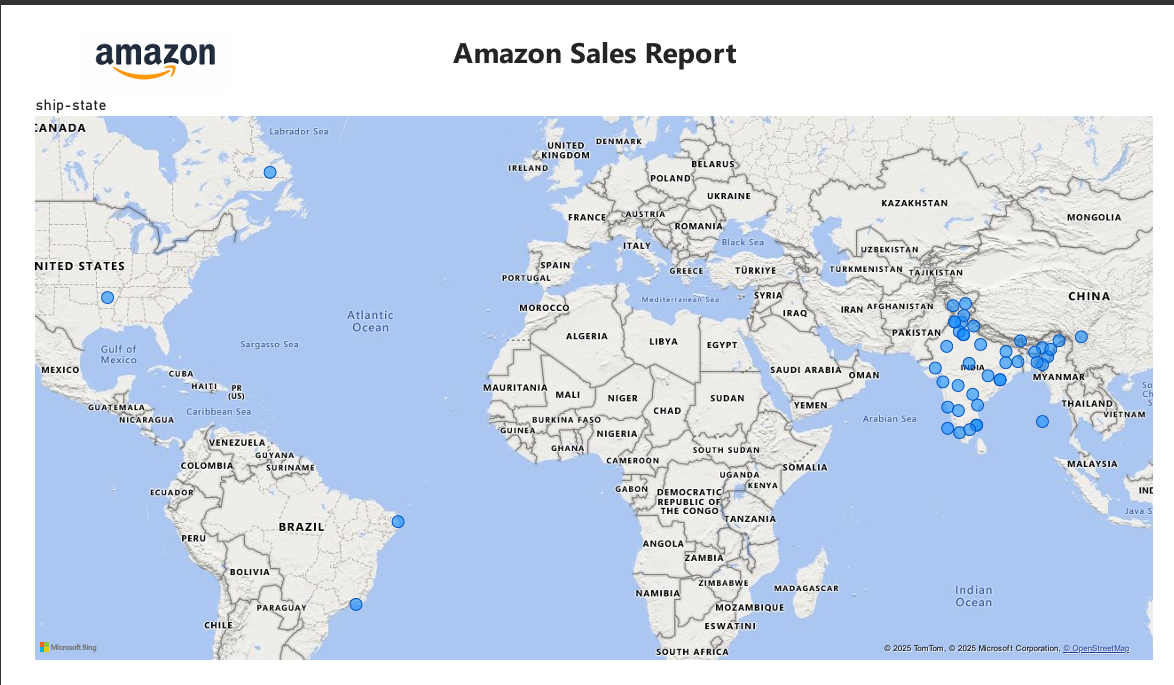 amazon
Amazon Sales Report
ship-state
CANADA
Labrador Sea
UNITED
KINGDOM
DENMARK
IRELAND
BELARUS
POLAND
UKRAINE
KAZAKHSTAN
FRANCE
AUSTRIA
ROMANIA
MONGOLIA
ITALY
Black Sea
UZBEKISTAN
NITED STATES
SPAIN
PORTUGAL
GREECE
TÜRKIYE
TURKMENISTAN
TAJIKISTAN
MOROCCO
Mediterranean Sea
SYRIA
IRAQ
IRAN
AFGHANISTAN
CHINA
Atlantic
Ocean
ALGERIA
LIBYA
EGYPT
PAKISTAN
Gulf of
Mexico
Sargasso Sea
MEXICO
CUBA
HAITI
PR
(US)
SAUDI ARABIA
OMAN
INDIA
MYANMAR
MAURITANIA
MALI
NIGER
CHAD
SUDAN
YEMEN
Arabian Sea
THAILAND
VIETNAM
So
Ch
S
GUATEMALA
NICARAGUA
Caribbean Sea
BURKINA FASO
GUINEA
NIGERIA
GHANA
VENEZUELA
GUYANA
SURINAME
COLOMBIA
CAMEROON
SOUTH SUDAN
SOMALIA
MALAYSIA
ECUADOR
GABON
UGANDA
KENYA
DEMOCRATIC
REPUBLIC OF
THE CONGO
IND
Java S
BRAZIL
PERU
TANZANIA
ANGOLA
ZAMBIA
BOLIVIA
ZIMBABWE
NAMIBIA
MADAGASCAR
Indian
Ocean
PARAGUAY
MOZAMBIQUE
CHILE
ESWATINI
SOUTH AFRICA
Microsoft Bing
© 2025 TomTom, © 2025 Microsoft Corporation, © OpenStreetMap